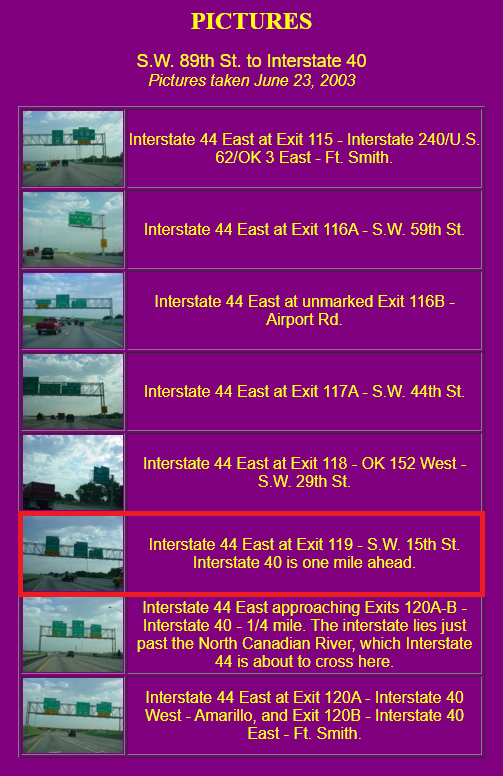 PICTURES
S.W. 89th St. to Interstate 40
Pictures taken June 23, 2003
Interstate 44 East at Exit 115 - Interstate 240/U.S.
62/OK 3 East - Ft. Smith.
Interstate 44 East at Exit 116A - S.W. 59th St.
Interstate 44 East at unmarked Exit 116B -
Airport Rd.
Interstate 44 East at Exit 117A - S.W. 44th St.
Interstate 44 East at Exit 118 - OK 152 West -
S.W. 29th St.
Interstate 44 East at Exit 119 - S.W. 15th St.
Interstate 40 is one mile ahead.
Interstate 44 East approaching Exits 120A-B -
Interstate 40 - 1/4 mile. The interstate lies just
past the North Canadian River, which Interstate
44 is about to cross here.
Interstate 44 East at Exit 120A - Interstate 40
West - Amarillo, and Exit 120B - Interstate 40
East - Ft. Smith.